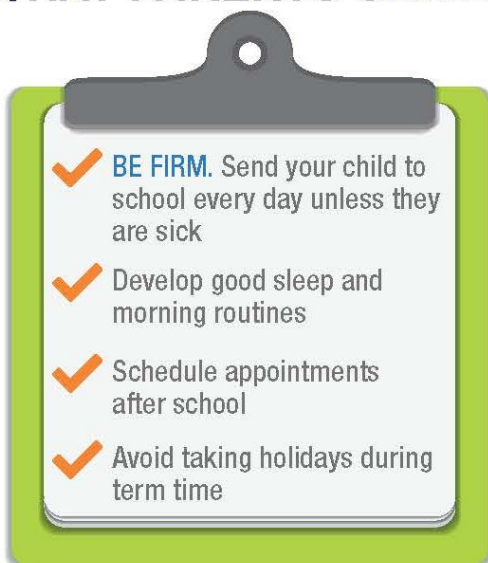 BE FIRM. Send your child to
school every day unless they
are sick
Develop good sleep and
morning routines
Schedule appointments
after school
Avoid taking holidays during
term time